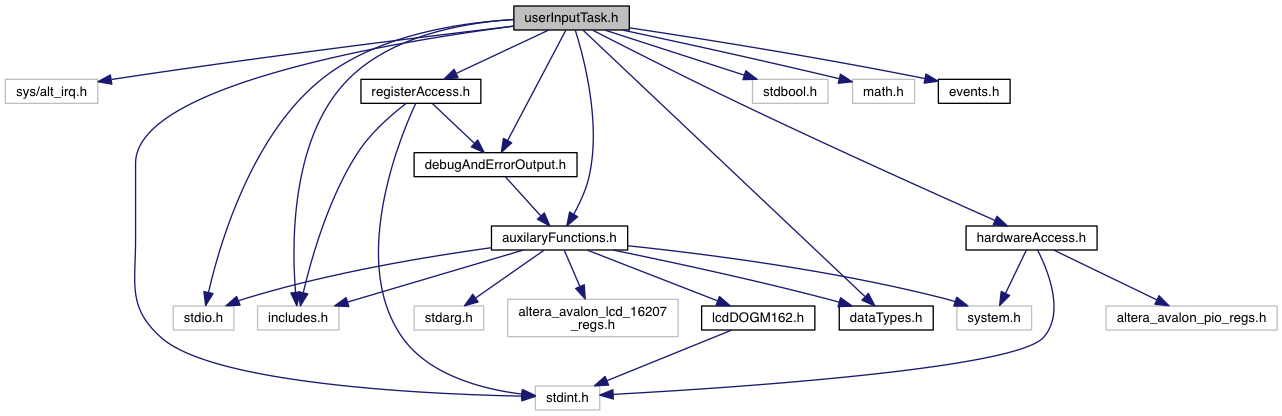 userInputTask.h
sys/alt_irq.h
registerAccess.h
stdbool.h
math.h
events.h
debugAndErrorOutput.h
auxilaryFunctions.h
hardwareAccess.h
stdio.h
includes.h
stdarg.h
altera_avalon_lcd_16207
_regs.h
lcdDOGM162.h
dataTypes.h
system.h
altera_avalon_pio_regs.h
stdint.h